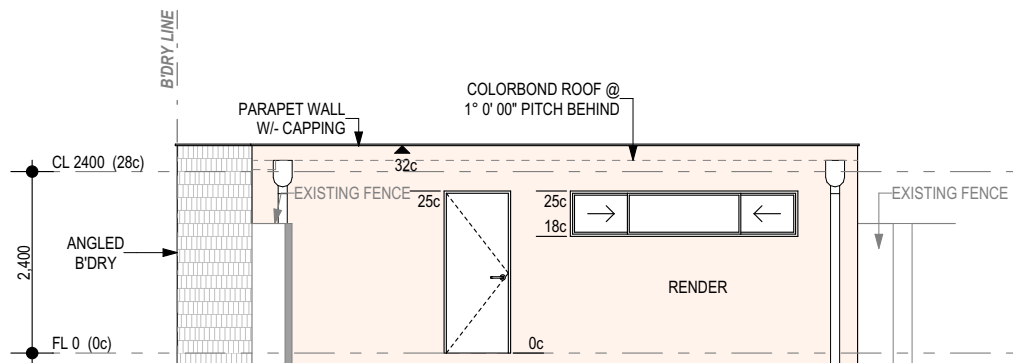 B'DRY LINE
COLORBOND ROOF @
1° 0' 00" PITCH BEHIND
PARAPET WALL
W/- CAPPING
CL 2400 (28c)
32c
EXISTING FENCE
25c
25c
18c
EXISTING FENCE
ANGLED
B'DRY
2,400
RENDER
FL 0 (0c)
0c